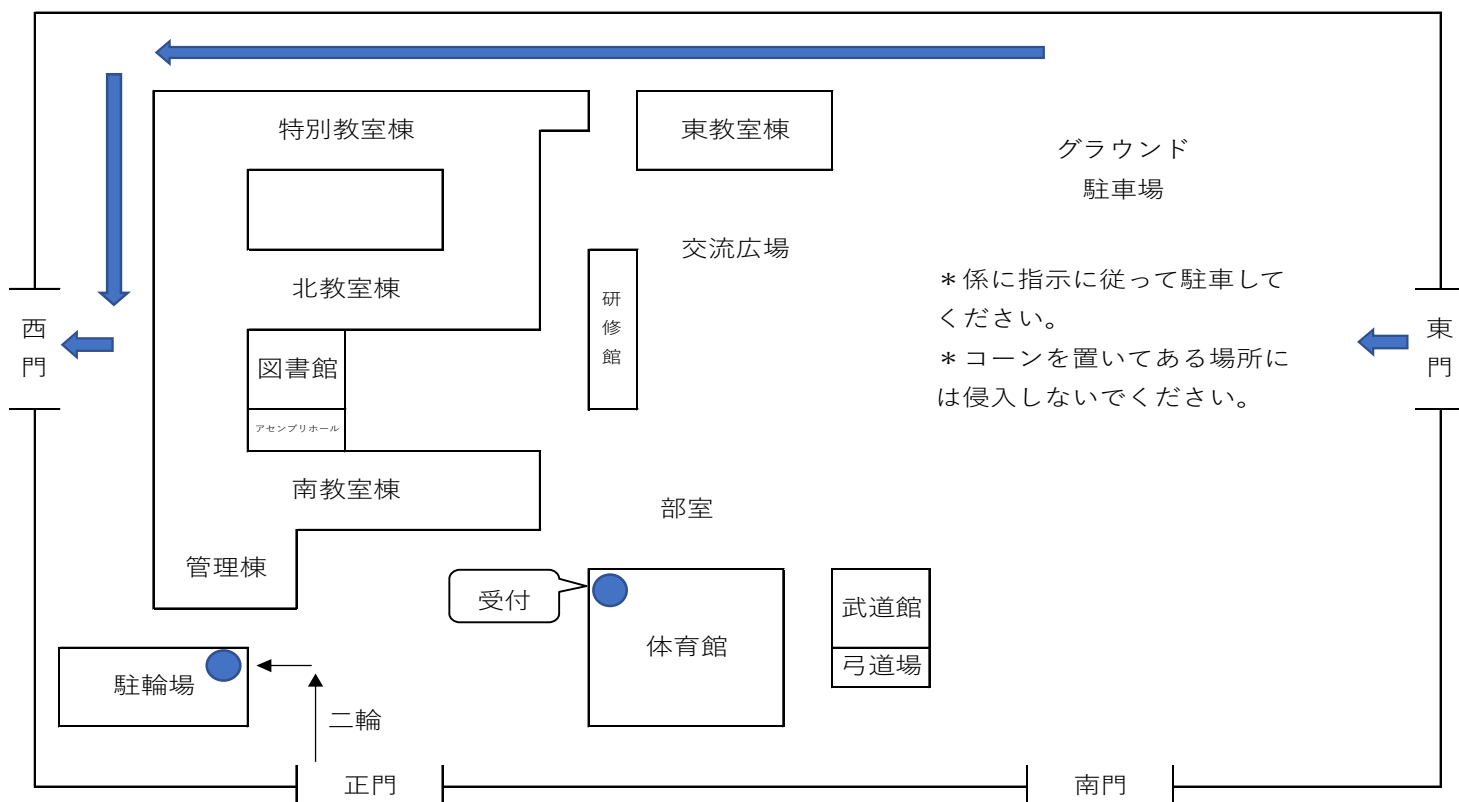 特別教室棟
東教室棟
グラウンド
駐車場
交流広場
北教室棟
研修館
＊係に指示に従って駐車して
ください。
＊コーンを置いてある場所に
は侵入しないでください。
西門
東門
図書館
アセンブリホール
南教室棟
部室
管理棟
受付
体育館
武道館
弓道場
駐輪場
二輪
正門
南門